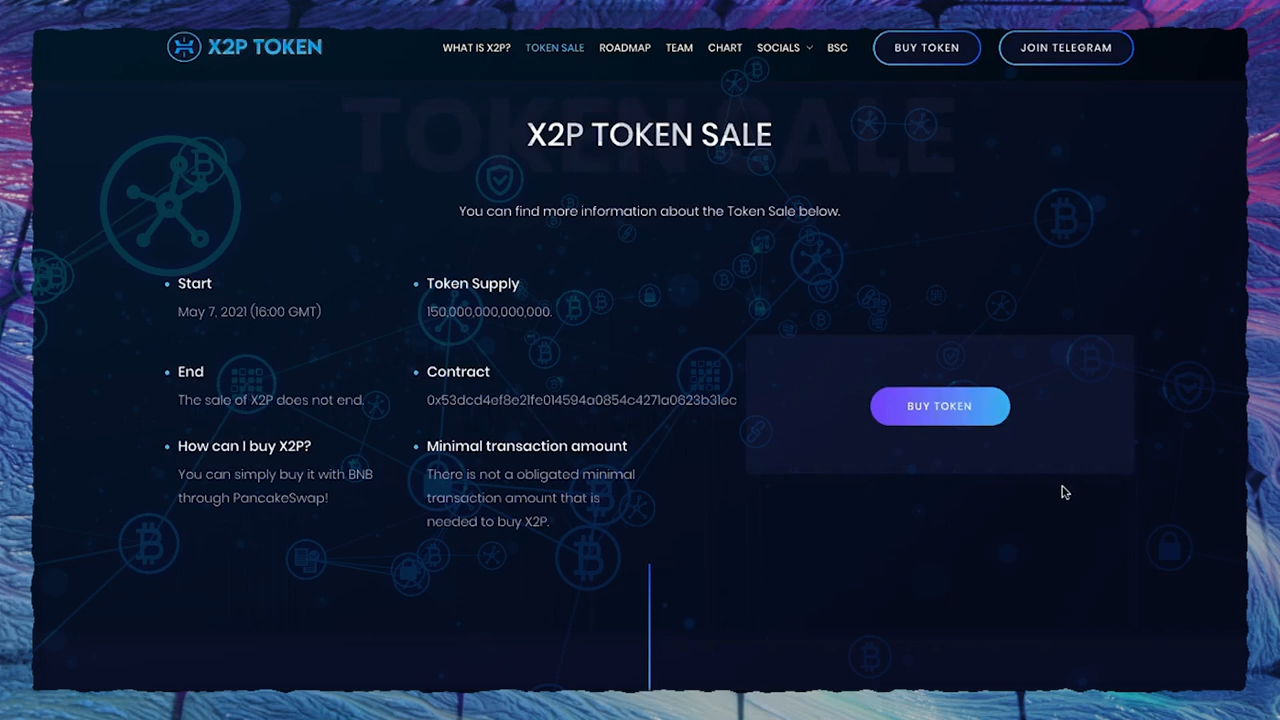 X2P TOKEN
WHAT IS X2P? TOKEN SALE ROADMAP TEAM CHART SOCIALS BSC BUY TOKEN JOIN TELEGRAM
TOKEN SALE
X2P TOKEN SALE
You can find more information about the Token Sale below.
Start
May 7, 2021 (16:00 GMT)
Token Supply
150,000,000,000,000.
End
The sale of X2P does not end.
Contract
0x53dcd4ef8e21fe014594a0854c4271a0623b31ec
How can I buy X2P?
You can simply buy it with BNB
through PancakeSwap!
Minimal transaction amount
There is not a obligated minimal
transaction amount that is
needed to buy X2P.
BUY TOKEN